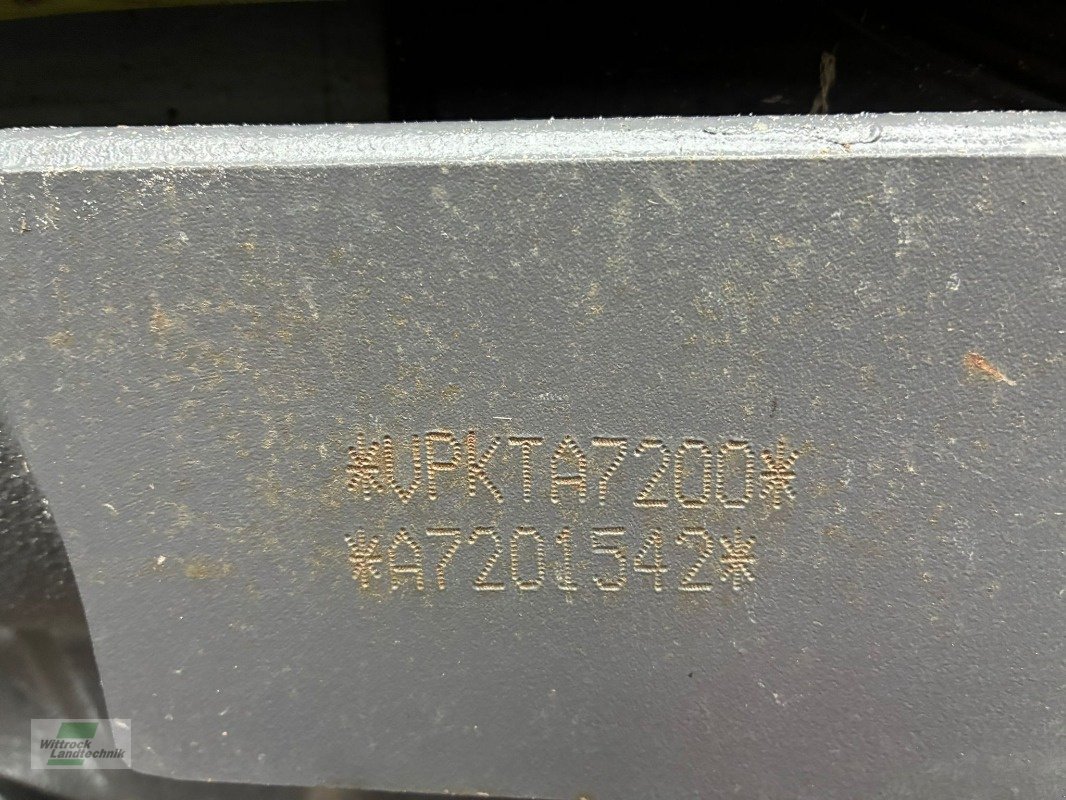 *VPKTA7200*
*A7201542*
Wittrock
Landtechnik